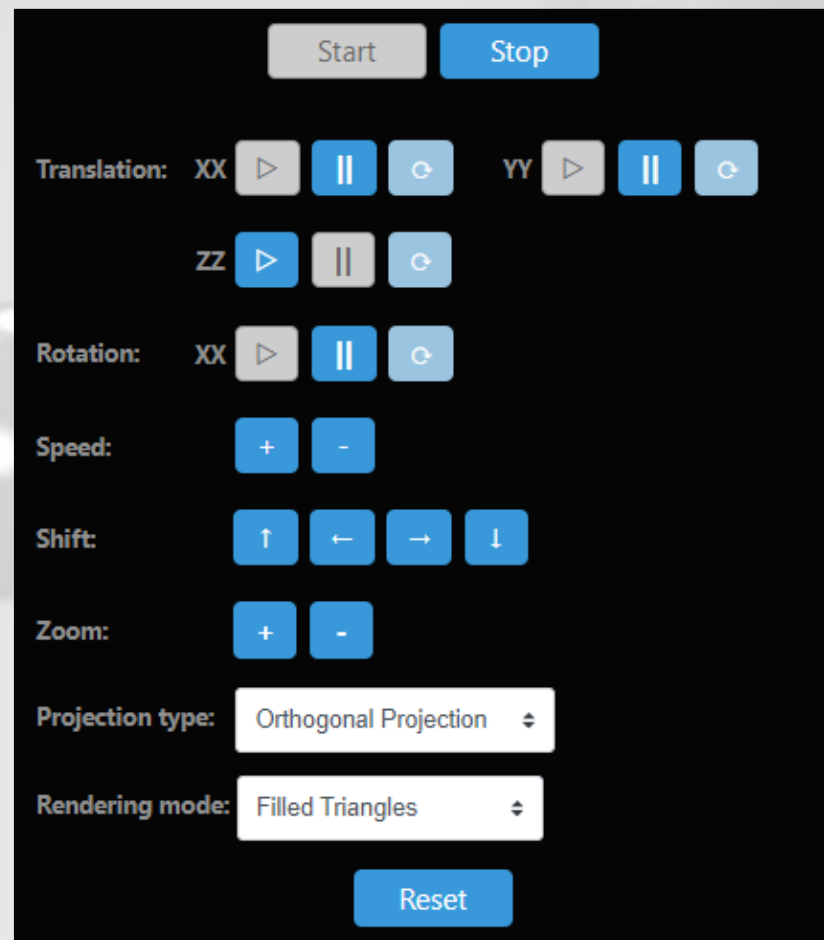 Start Stop
Translation: XX ▷ || ⟳ YY ▷ || ⟳
ZZ ▷ || ⟳
Rotation: XX ▷ || ⟳
Speed: + -
Shift: ↑ ← → ↓
Zoom: + -
Projection type: Orthogonal Projection
Rendering mode: Filled Triangles
Reset